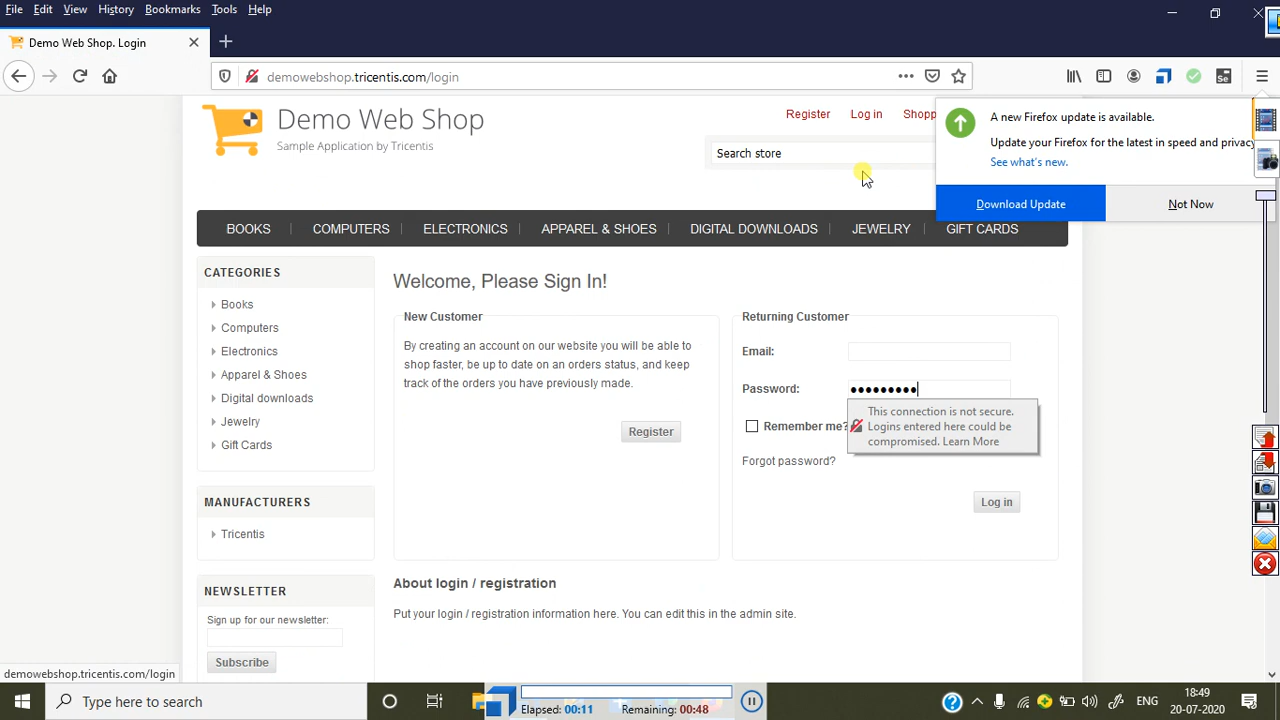 File Edit View History Bookmarks Tools Help
Demo Web Shop. Login
demowebshop.tricentis.com/login
Se
Demo Web Shop
Sample Application by Tricentis
Register Log in Shopp
Search store
A new Firefox update is available.
Update your Firefox for the latest in speed and privacy
See what's new.
Download Update Not Now
BOOKS COMPUTERS ELECTRONICS APPAREL & SHOES DIGITAL DOWNLOADS JEWELRY GIFT CARDS
CATEGORIES
Books
Computers
Electronics
Apparel & Shoes
Digital downloads
Jewelry
Gift Cards
MANUFACTURERS
Tricentis
NEWSLETTER
Sign up for our newsletter:
Subscribe
Welcome, Please Sign In!
New Customer
By creating an account on our website you will be able to
shop faster, be up to date on an orders status, and keep
track of the orders you have previously made.
Register
Returning Customer
Email:
Password: ●●●●●●●●●
Remember me?
This connection is not secure.
Logins entered here could be
compromised. Learn More
Forgot password?
Log in
About login / registration
Put your login / registration information here. You can edit this in the admin site.
demowebshop.tricentis.com/login
Type here to search
Elapsed: 00:11 Remaining: 00:48
ENG
18:49
20-07-2020